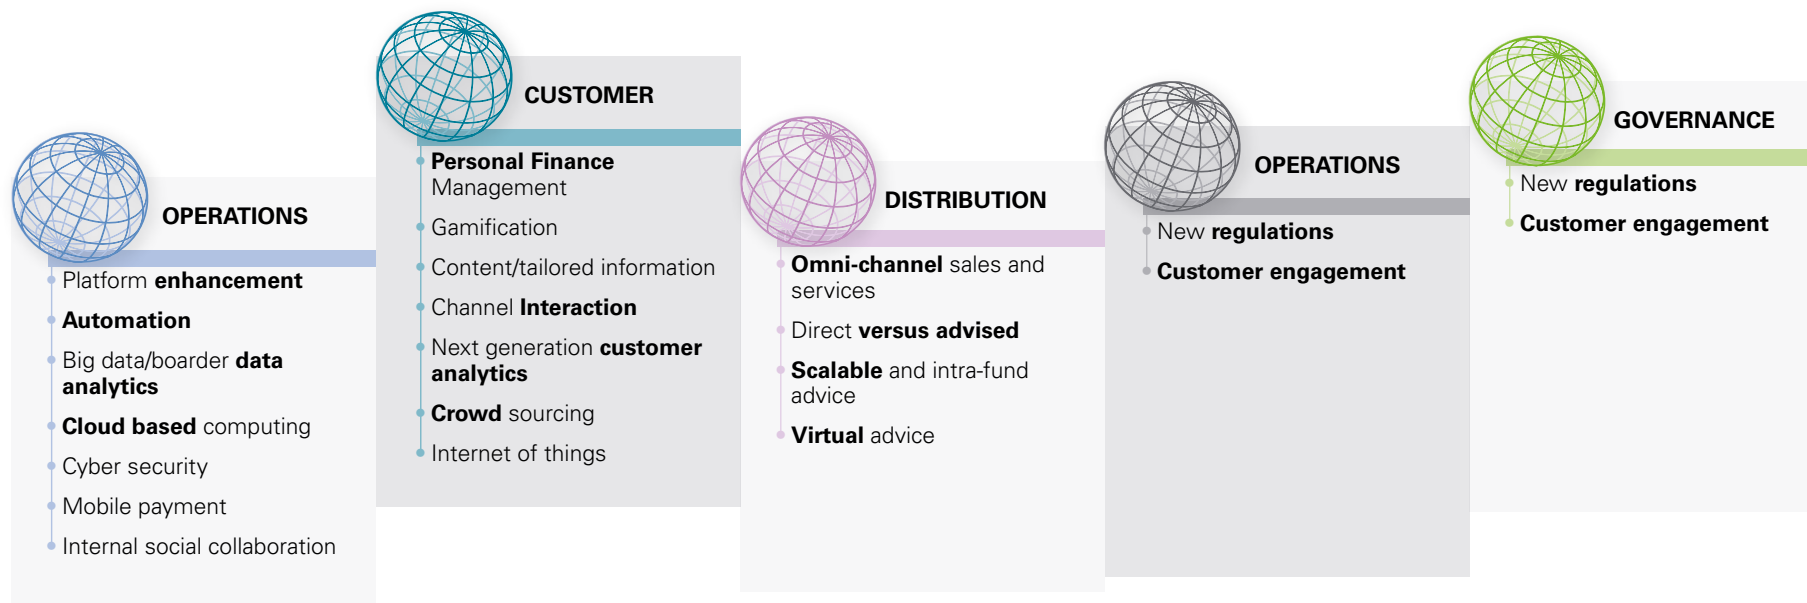 OPERATIONS
Platform enhancement
Automation
Big data/boarder data
analytics
Cloud based computing
Cyber security
Mobile payment
Internal social collaboration
CUSTOMER
Personal Finance
Management
Gamification
Content/tailored information
Channel Interaction
Next generation customer
analytics
Crowd sourcing
Internet of things
DISTRIBUTION
Omni-channel sales and
services
Direct versus advised
Scalable and intra-fund
advice
Virtual advice
OPERATIONS
New regulations
Customer engagement
GOVERNANCE
New regulations
Customer engagement